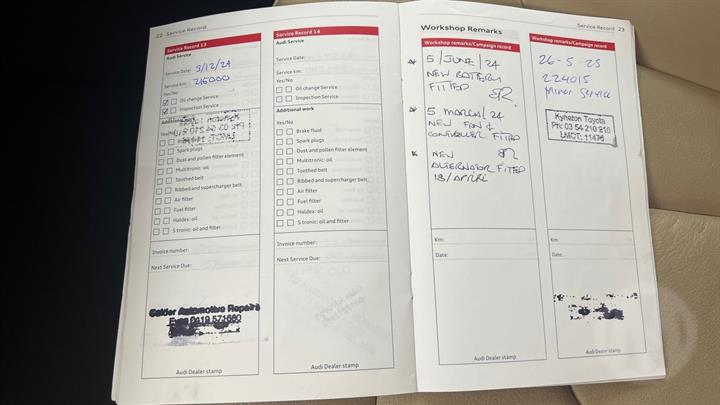 22 Service Record
Service Record 13
Audi Service
Service Date: 5/12/24
Service km: 215000
Yes/No
Oil change Service
Inspection Service
Additional work
Yes/No
Spark plugs
Dust and pollen filter element
Multitronic: oil
Toothed belt
Ribbed and supercharger belt
Air filter
Fuel filter
Haldex: oil
S tronic: oil and filter
Invoice number:
Next Service Due:
Calder Automotive Repairs
Audi Dealer stamp
Service Record 14
Audi Service
Service Date:
Service km:
Yes/No
Oil change Service
Inspection Service
Additional work
Yes/No
Brake fluid
Spark plugs
Dust and pollen filter element
Multitronic: oil
Toothed belt
Ribbed and supercharger belt
Air filter
Fuel filter
Haldex: oil
S tronic: oil and filter
Invoice number:
Next Service Due:
Audi Dealer stamp
Workshop Remarks
Workshop remarks/Campaign record
5/JUNE/24
NEW BATTERY
FITTED
5 MARCH/24
NEW FAN &
CONTROLLER FITTED
NEW
ALTERNATOR FITTED
18/APRIL
Km:
Date:
Audi Dealer stamp
Service Record 23
Workshop remarks/Campaign record
26-5-25
224015
Minor Service
Kyneton Toyota
Ph: 03 54 210 210
LMCT: 11476
Km:
Date:
Audi Dealer stamp